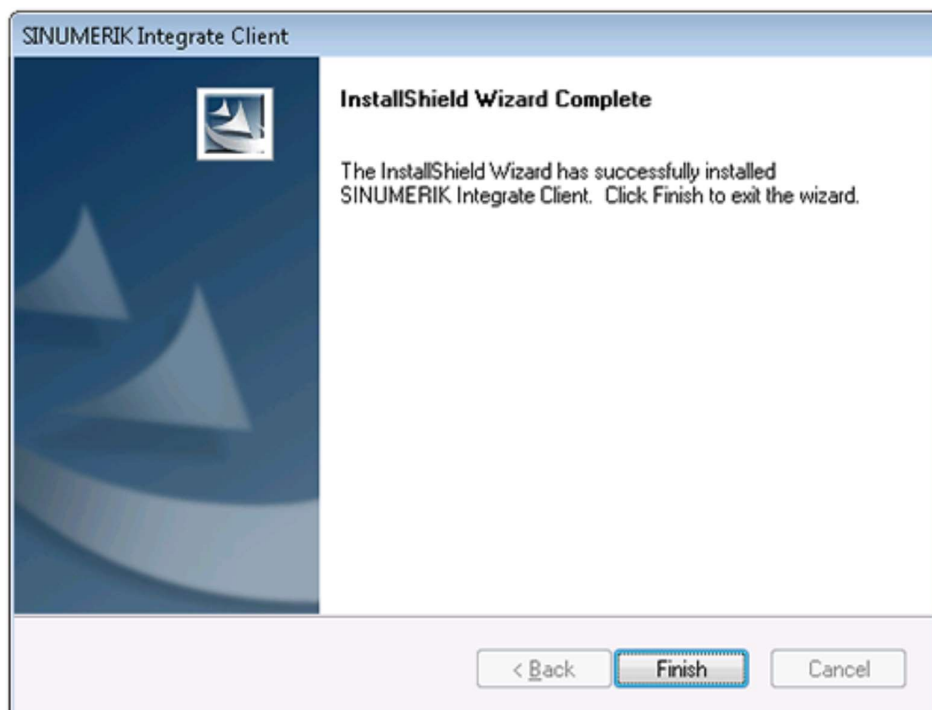 SINUMERIK Integrate Client
InstallShield Wizard Complete
The InstallShield Wizard has successfully installed
SINUMERIK Integrate Client. Click Finish to exit the wizard.
< Back
Finish
Cancel